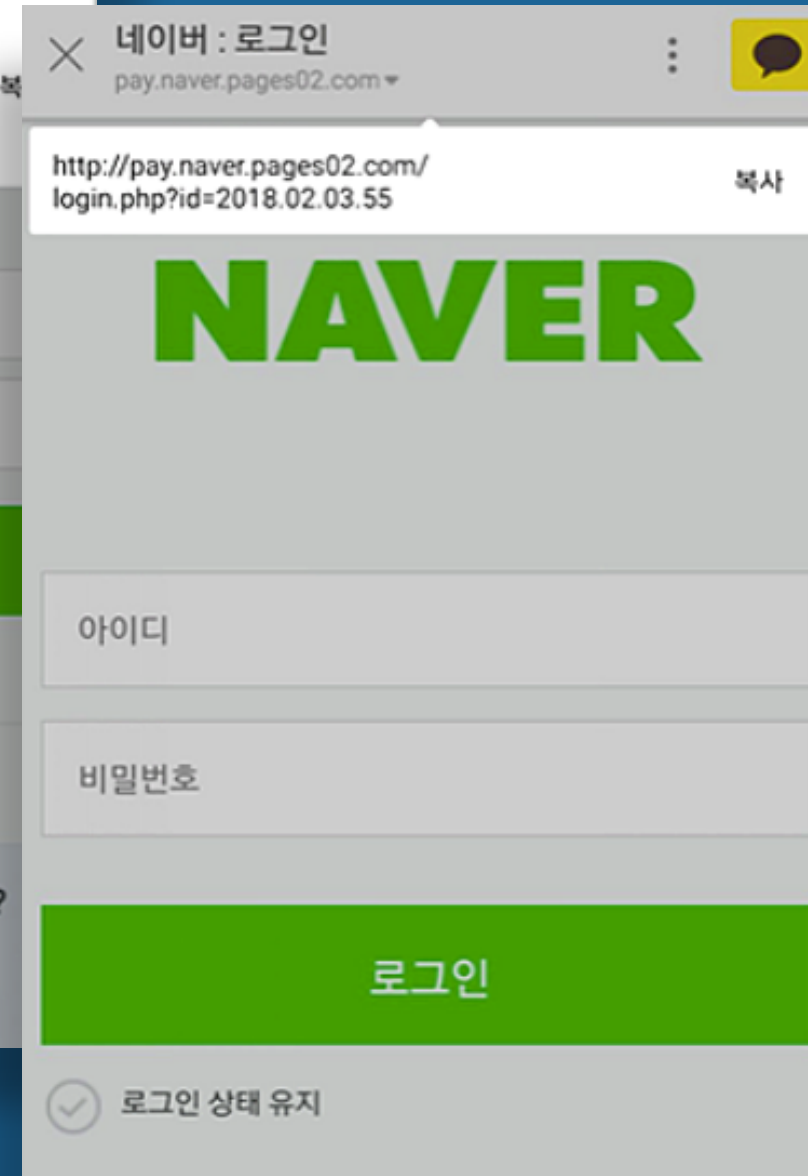 네이버 : 로그인
pay.naver.pages02.com
http://pay.naver.pages02.com/
login.php?id=2018.02.03.55
복사
NAVER
아이디
비밀번호
로그인
로그인 상태 유지
?